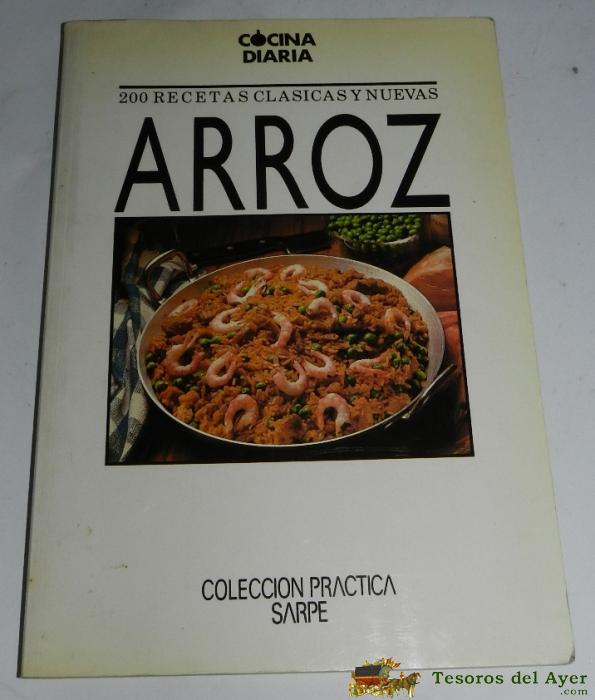 COCINA
DIARIA
200 RECETAS CLASICAS Y NUEVAS
ARROZ
COLECCION PRACTICA
SARPE
Tesoros del Ayer
.com